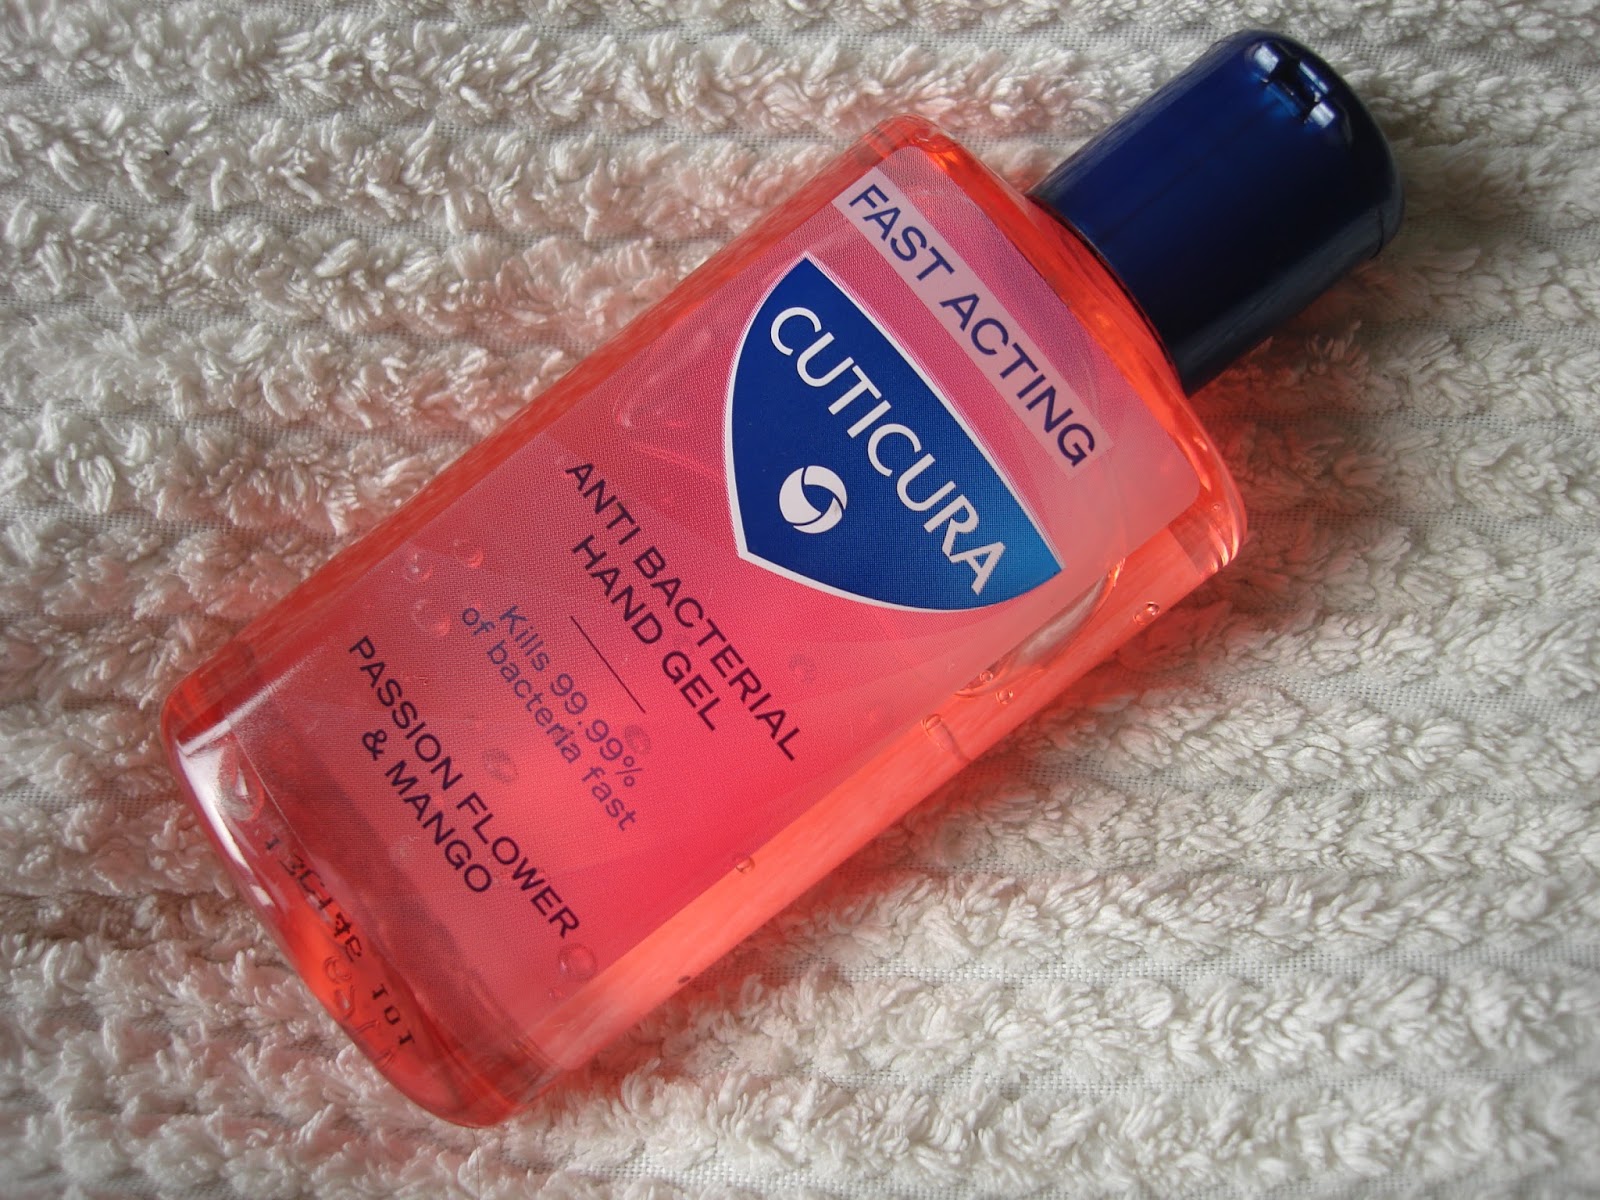 FAST ACTING
CUTICURA
ANTI BACTERIAL
HAND GEL
Kills 99.99%
of bacteria fast
PASSION FLOWER
& MANGO